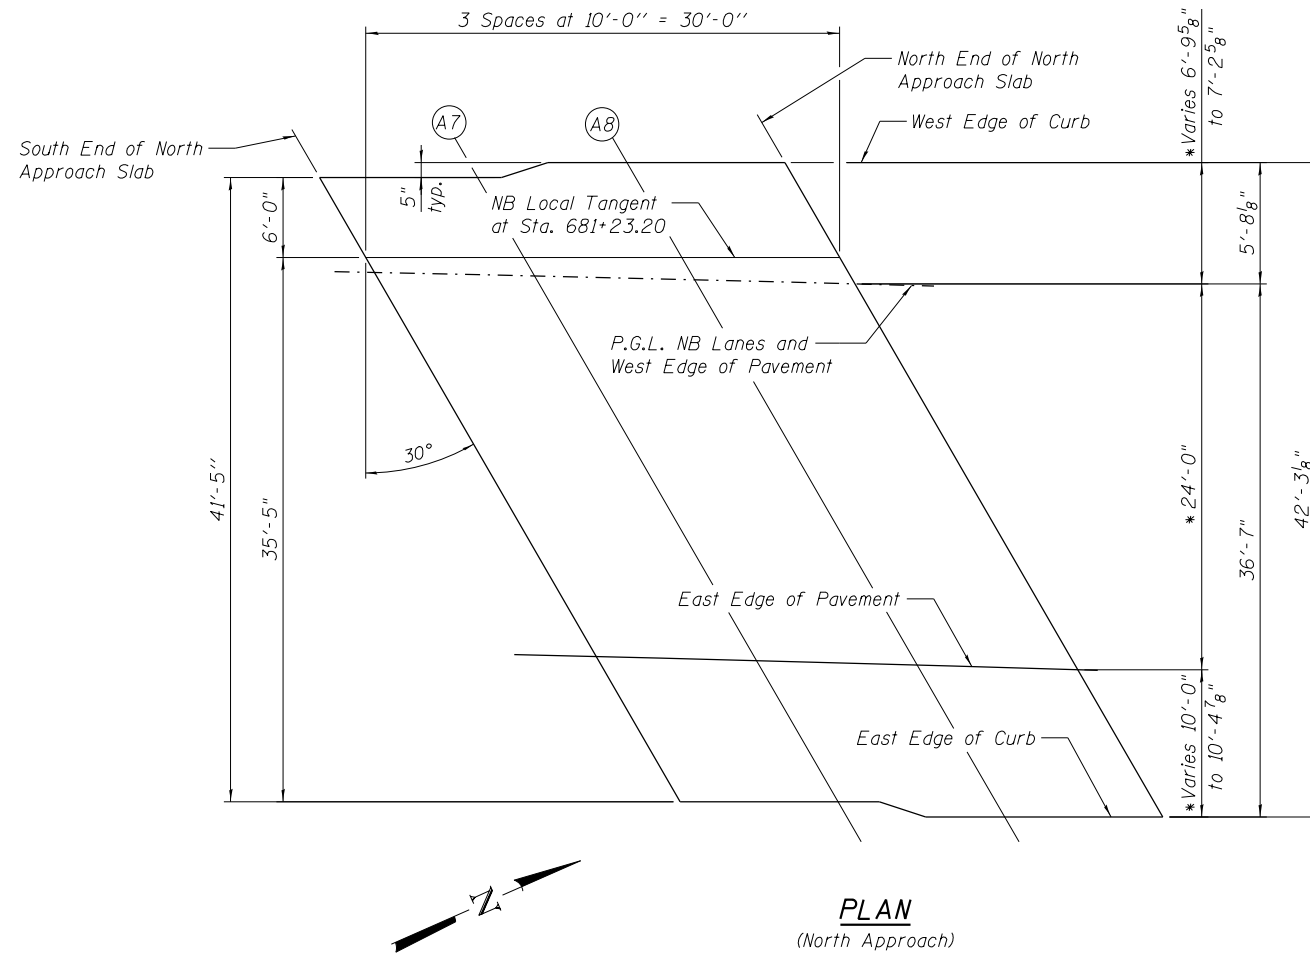 3 Spaces at 10'-0'' = 30'-0''
North End of North
Approach Slab
*Varies 6'-9 5/8"
to 7'-2 5/8"
A7
A8
West Edge of Curb
South End of North
Approach Slab
5"
typ.
NB Local Tangent
at Sta. 681+23.20
6'-0"
5'-8 1/8"
P.G.L. NB Lanes and
West Edge of Pavement
30°
41'-5''
35'-5"
*24'-0"
36'-7"
42'-3 1/8"
East Edge of Pavement
*Varies 10'-0"
to 10'-4 7/8"
East Edge of Curb
N
PLAN
(North Approach)